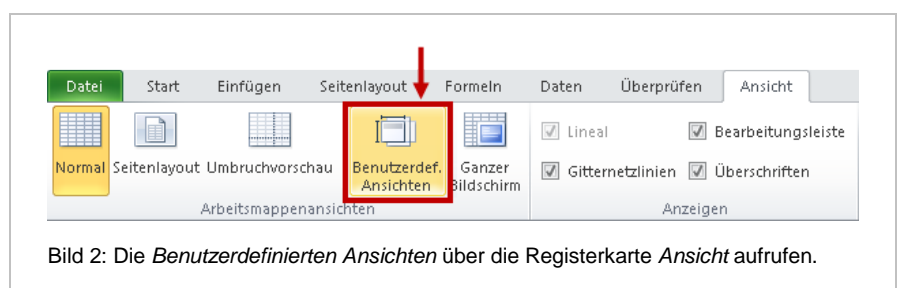 Datei Start Einfügen Seitenlayout Formeln Daten Überprüfen Ansicht
Lineal Bearbeitungsleiste
Normal Seitenlayout Umbruchvorschau Benutzerdef. Ansichten Ganzer Bildschirm
Gitternetzlinien Überschriften
Arbeitsmappenansichten Anzeigen
Bild 2: Die Benutzerdefinierten Ansichten über die Registerkarte Ansicht aufrufen.